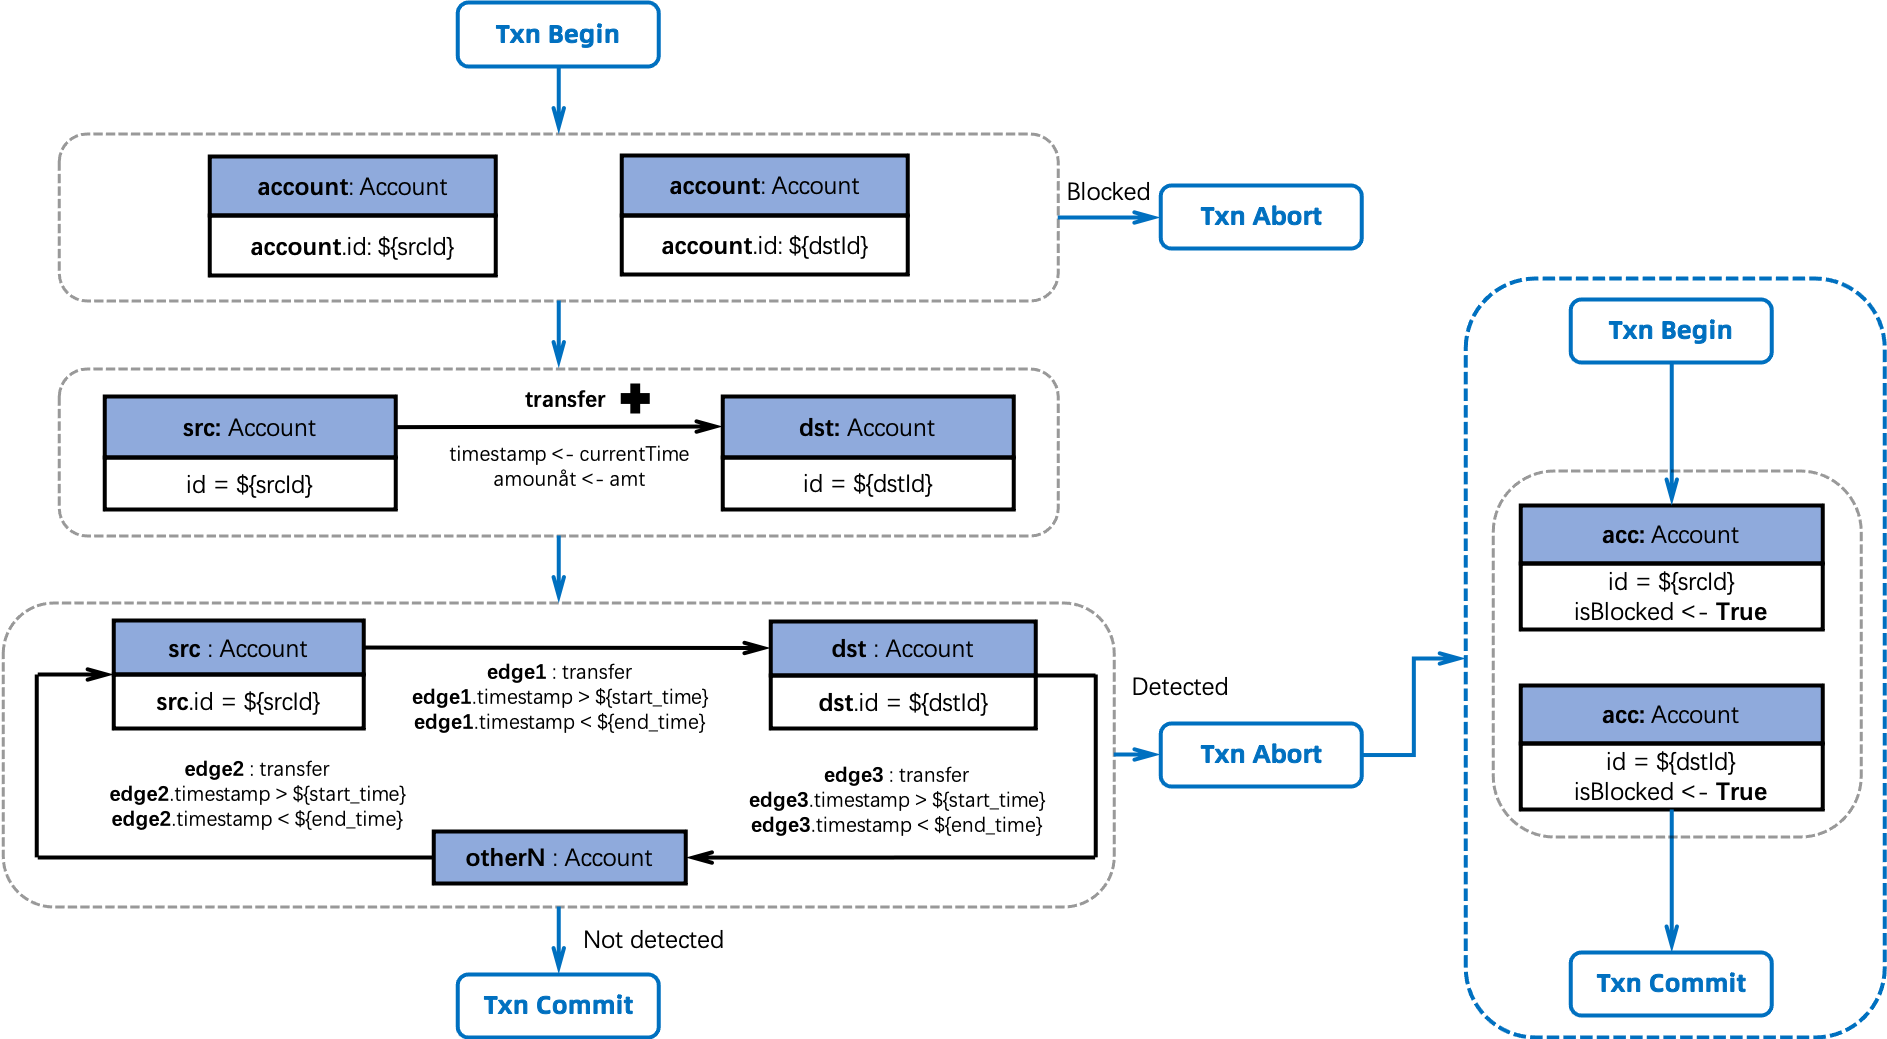 Txn Begin
account: Account
account.id: ${srcId}
account: Account
account.id: ${dstId}
Blocked
Txn Abort
transfer
src: Account
id = ${srcId}
timestamp <- currentTime
amounåt <- amt
dst: Account
id = ${dstId}
src : Account
src.id = ${srcId}
edge1 : transfer
edge1.timestamp > ${start_time}
edge1.timestamp < ${end_time}
dst : Account
dst.id = ${dstId}
edge2 : transfer
edge2.timestamp > ${start_time}
edge2.timestamp < ${end_time}
edge3 : transfer
edge3.timestamp > ${start_time}
edge3.timestamp < ${end_time}
otherN : Account
Detected
Txn Abort
Not detected
Txn Commit
Txn Begin
acc: Account
id = ${srcId}
isBlocked <- True
acc: Account
id = ${dstId}
isBlocked <- True
Txn Commit